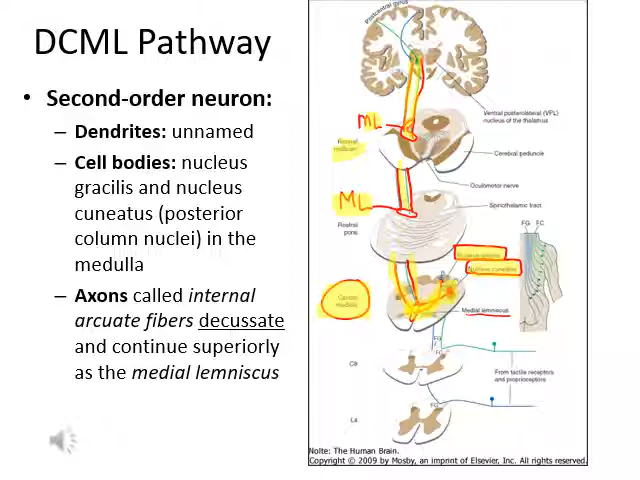 DCML Pathway
• Second-order neuron:
– Dendrites: unnamed
– Cell bodies: nucleus
gracilis and nucleus
cuneatus (posterior
column nuclei) in the
medulla
– Axons called internal
arcuate fibers decussate
and continue superiorly
as the medial lemniscus
Postcentral gyrus
Ventral posterolateral (VPL)
nucleus of the thalamus
ML
Rostral
midbrain
Cerebral peduncle
Oculomotor nerve
ML
Spinothalamic tract
Rostral
pons
FG FC
Nucleus gracilis
Nucleus cuneatus
Caudal
medulla
Medial lemniscus
FG
FC
C8
From tactile receptors
and proprioceptors
FG
L4
Nolte: The Human Brain.
Copyright © 2009 by Mosby, an imprint of Elsevier, Inc. All rights reserved.